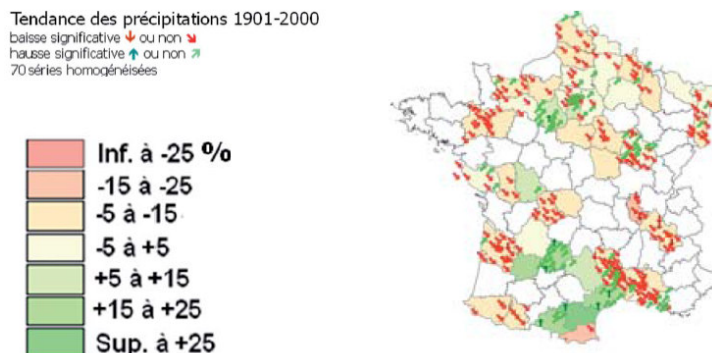 Tendance des précipitations 1901-2000
baisse significative ou non
hausse significative ou non
70 séries homogénéisées
Inf. à -25 %
-15 à -25
-5 à -15
-5 à +5
+5 à +15
+15 à +25
Sup. à +25